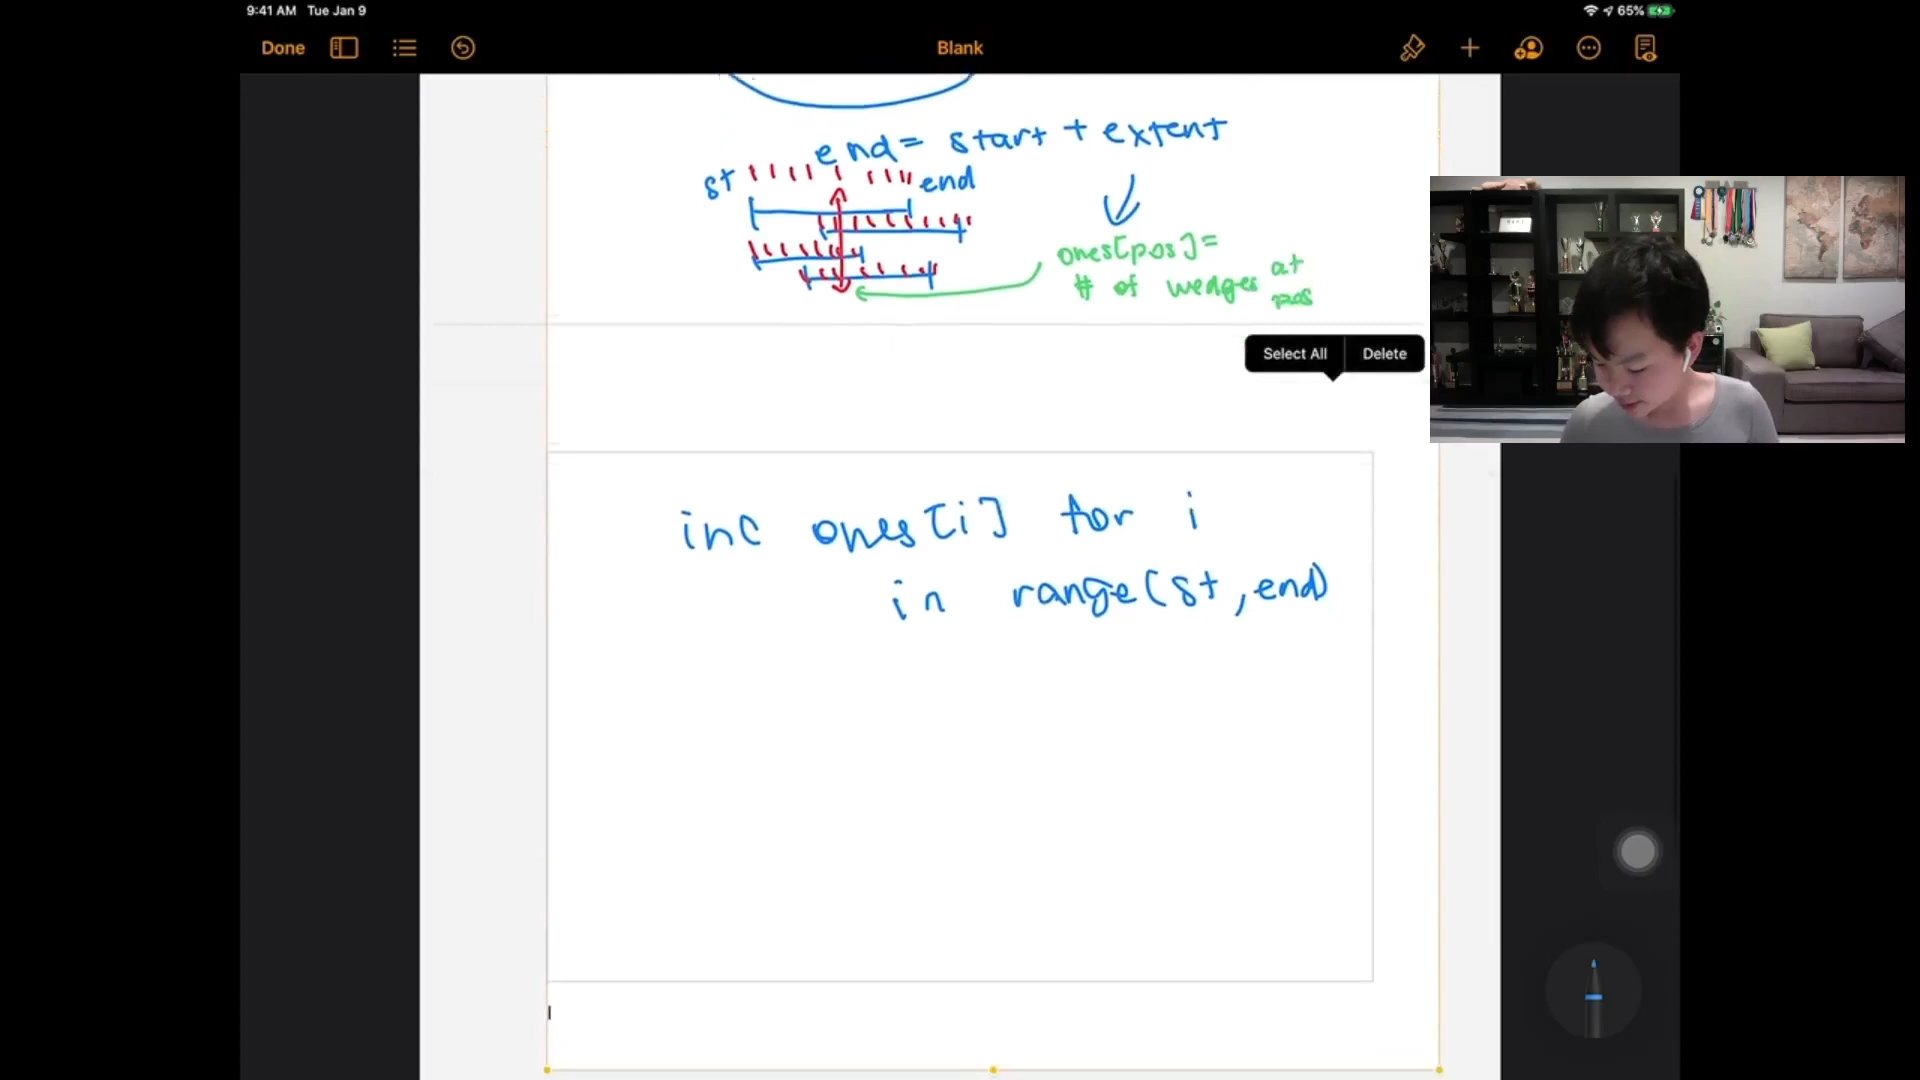 9:41 AM Tue Jan 9
65%
Done
Blank
end = start + extent
st
end
ones[pos] =
# of wedges at pos
Select All
Delete
inc ones[i] for i
in range(st, end)